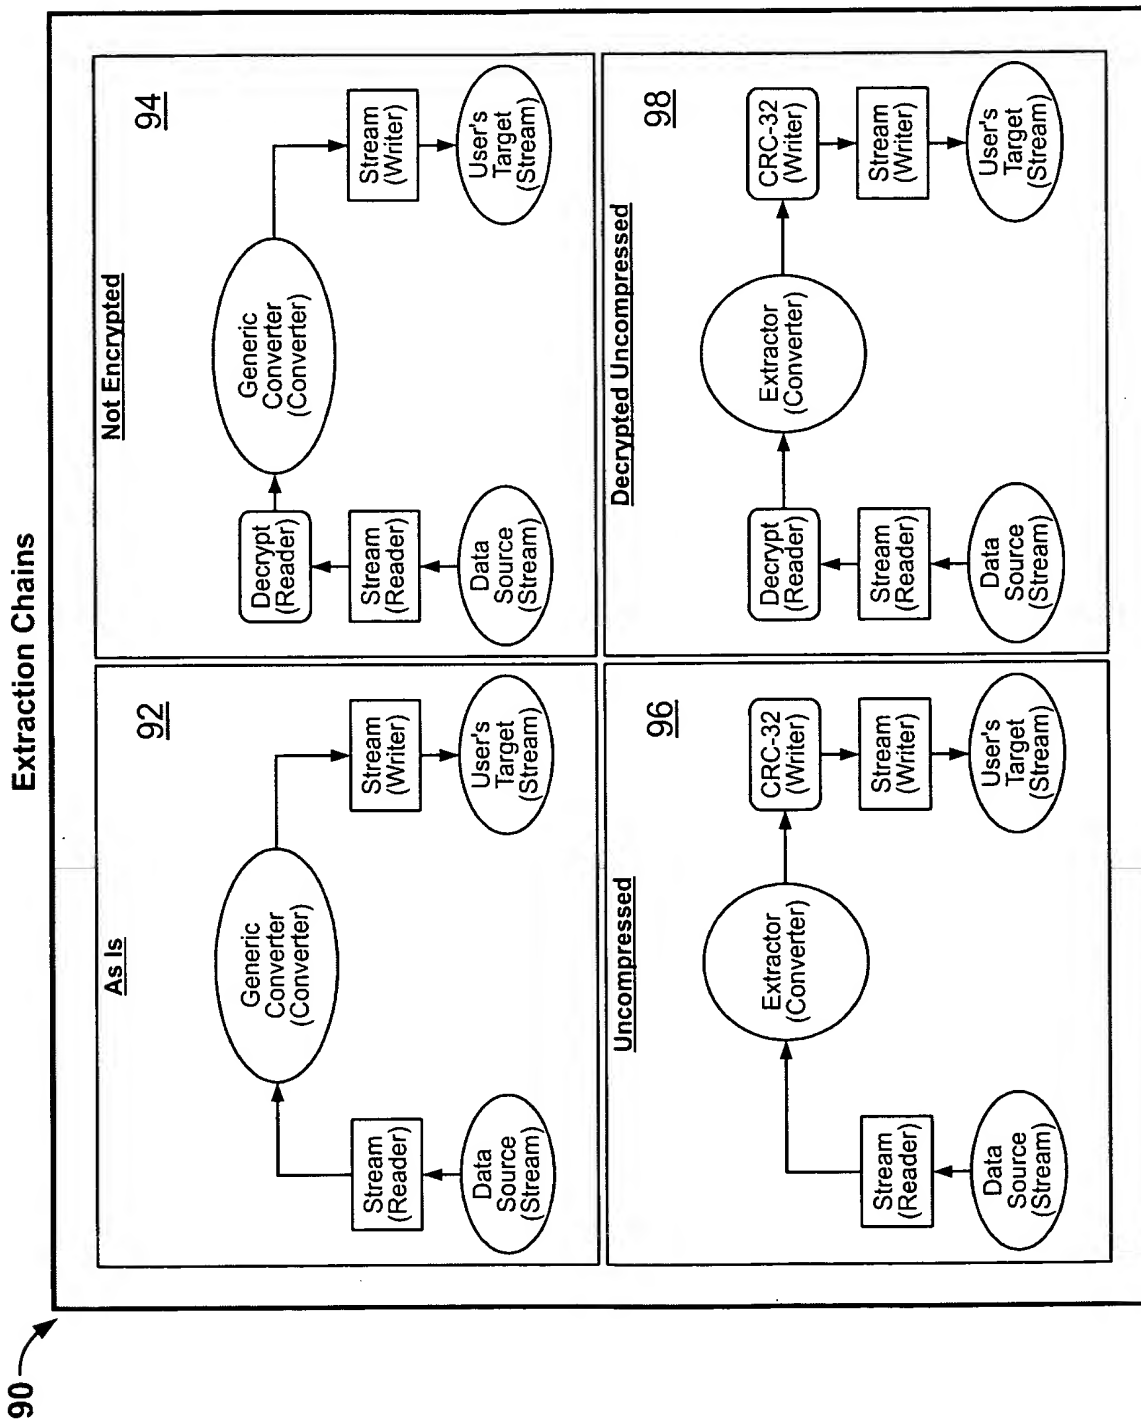 90
Extraction Chains
As Is
92
Generic
Converter
(Converter)
Stream
(Reader)
Data
Source
(Stream)
Stream
(Writer)
User's
Target
(Stream)
Not Encrypted
94
Generic
Converter
(Converter)
Decrypt
(Reader)
Stream
(Reader)
Data
Source
(Stream)
Stream
(Writer)
User's
Target
(Stream)
Uncompressed
96
Extractor
(Converter)
Stream
(Reader)
Data
Source
(Stream)
CRC-32
(Writer)
Stream
(Writer)
User's
Target
(Stream)
Decrypted Uncompressed
98
Extractor
(Converter)
Decrypt
(Reader)
Stream
(Reader)
Data
Source
(Stream)
CRC-32
(Writer)
Stream
(Writer)
User's
Target
(Stream)